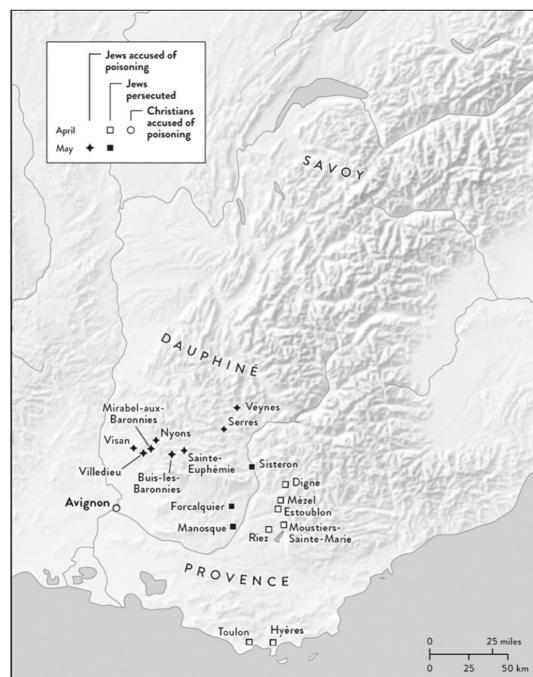 Jews accused of
poisoning
Jews
persecuted
Christians
accused of
poisoning
April
May
SAVOY
DAUPHINÉ
Veynes
Serres
Mirabel-aux-
Baronnies
Nyons
Visan
Villedieu
Sainte-
Euphémie
Buis-les-
Baronnies
Sisteron
Digne
Mézel
Estoublon
Avignon
Forcalquier
Manosque
Moustiers-
Sainte-Marie
Riez
PROVENCE
Toulon
Hyères
0 25 miles
0 25 50 km